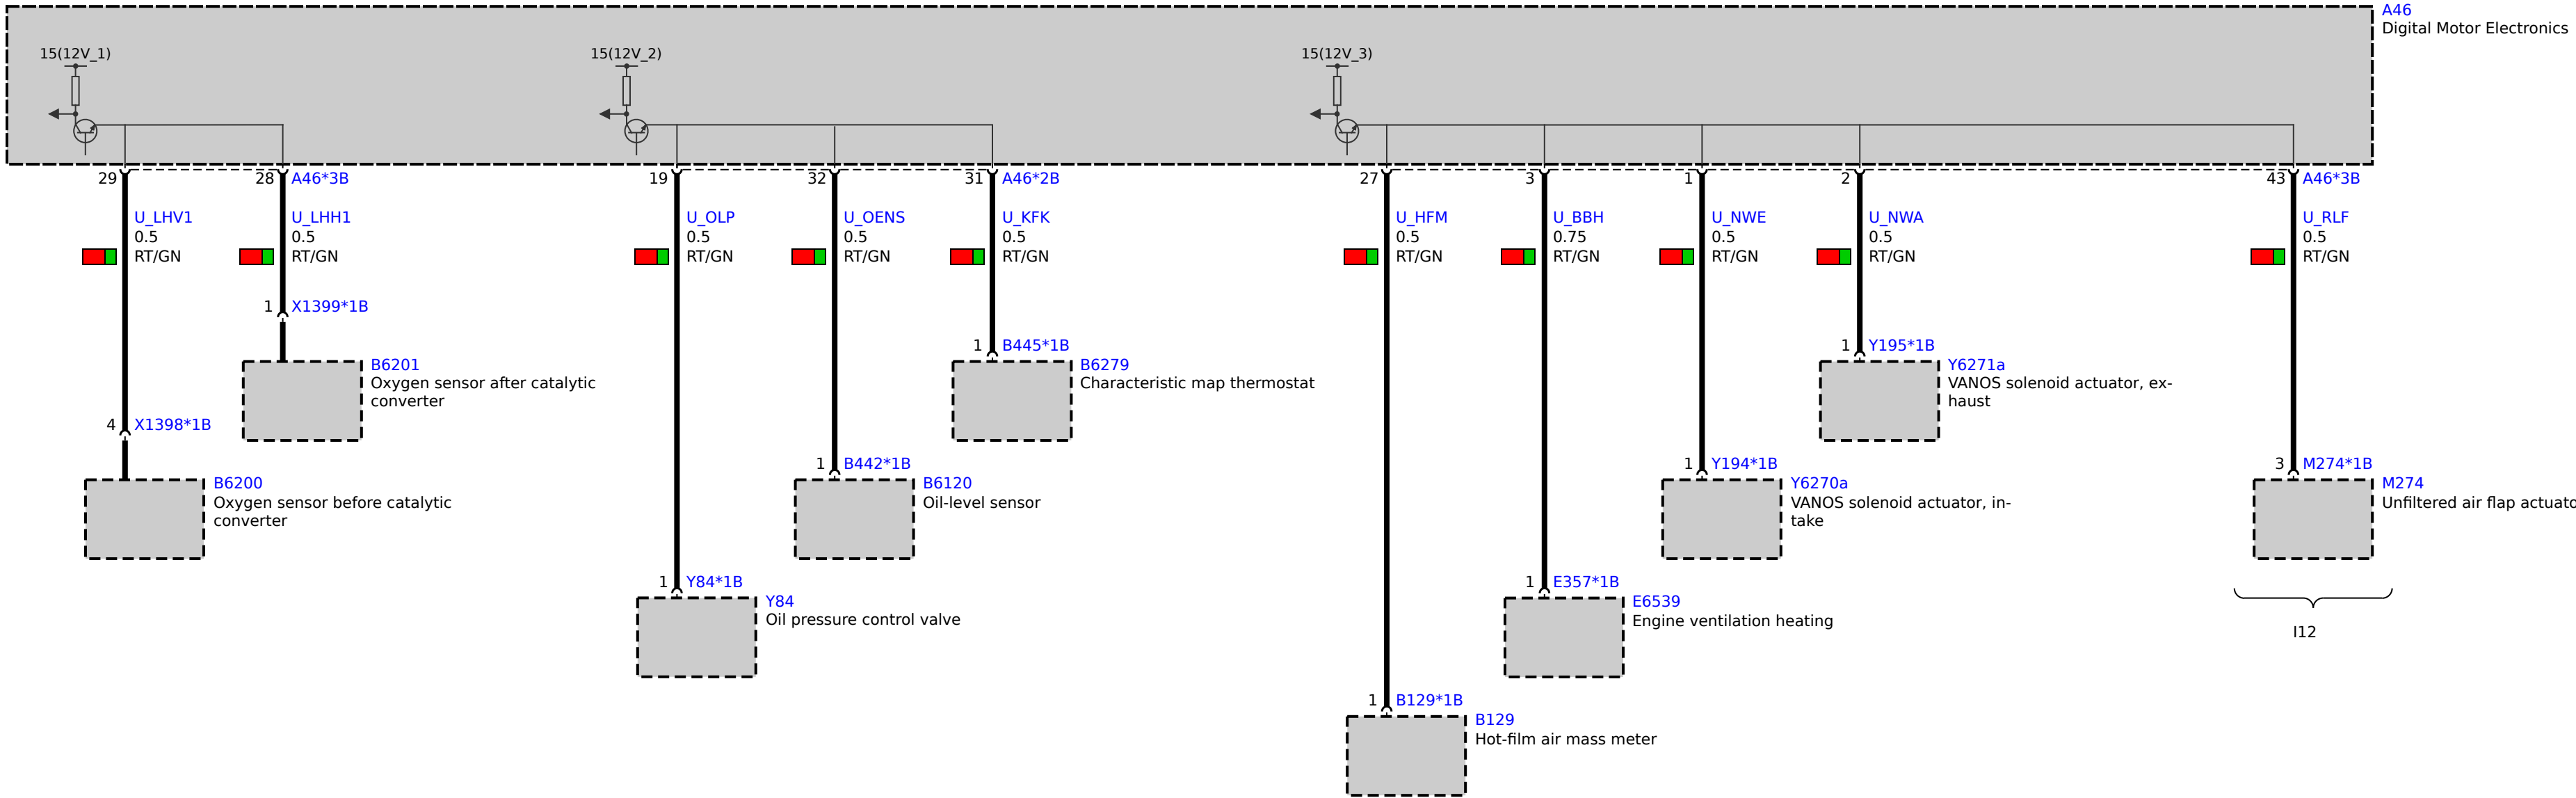 A46
Digital Motor Electronics
15(12V_1)
15(12V_2)
15(12V_3)
29
28
A46*3B
19
32
31
A46*2B
27
3
1
2
43
A46*3B
U_LHV1
0.5
RT/GN
U_LHH1
0.5
RT/GN
U_OLP
0.5
RT/GN
U_OENS
0.5
RT/GN
U_KFK
0.5
RT/GN
U_HFM
0.5
RT/GN
U_BBH
0.75
RT/GN
U_NWE
0.5
RT/GN
U_NWA
0.5
RT/GN
U_RLF
0.5
RT/GN
1
X1399*1B
1
B445*1B
1
Y195*1B
B6201
Oxygen sensor after catalytic
converter
B6279
Characteristic map thermostat
Y6271a
VANOS solenoid actuator, ex-
haust
4
X1398*1B
1
B442*1B
1
Y194*1B
3
M274*1B
B6200
Oxygen sensor before catalytic
converter
B6120
Oil-level sensor
Y6270a
VANOS solenoid actuator, in-
take
M274
Unfiltered air flap actuato
1
Y84*1B
1
E357*1B
Y84
Oil pressure control valve
E6539
Engine ventilation heating
I12
1
B129*1B
B129
Hot-film air mass meter